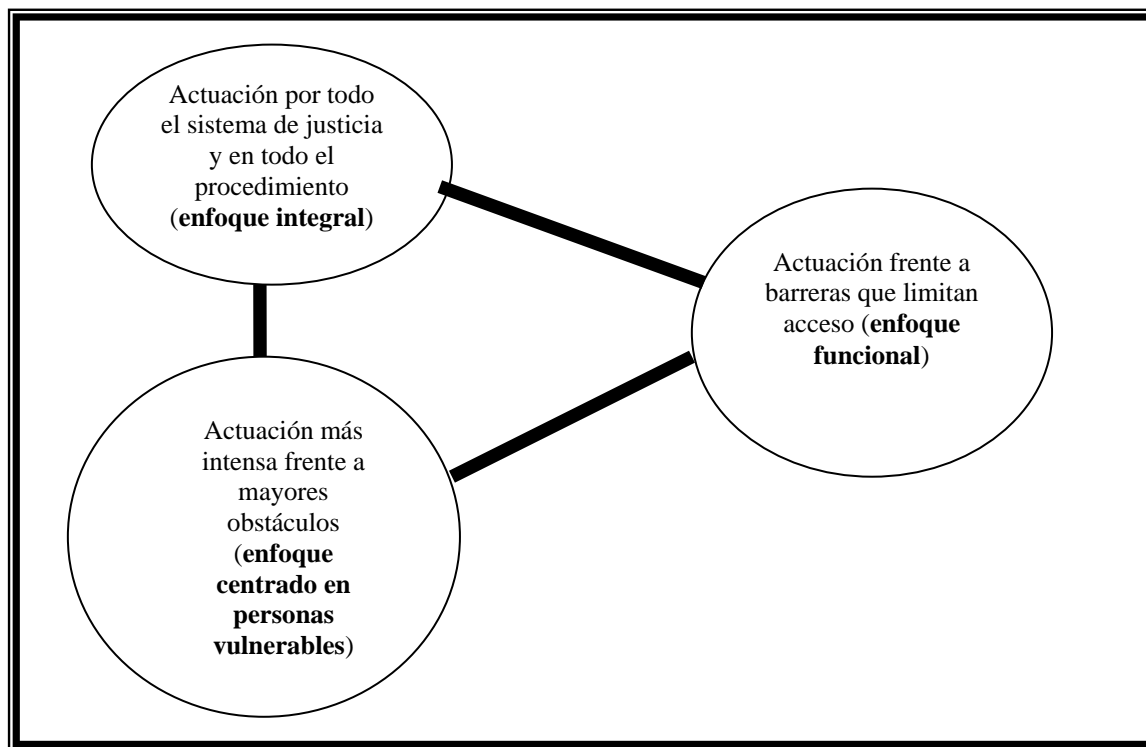 Actuación por todo
el sistema de justicia
y en todo el
procedimiento
(enfoque integral)
Actuación frente a
barreras que limitan
acceso (enfoque
funcional)
Actuación más
intensa frente a
mayores
obstáculos
(enfoque
centrado en
personas
vulnerables)